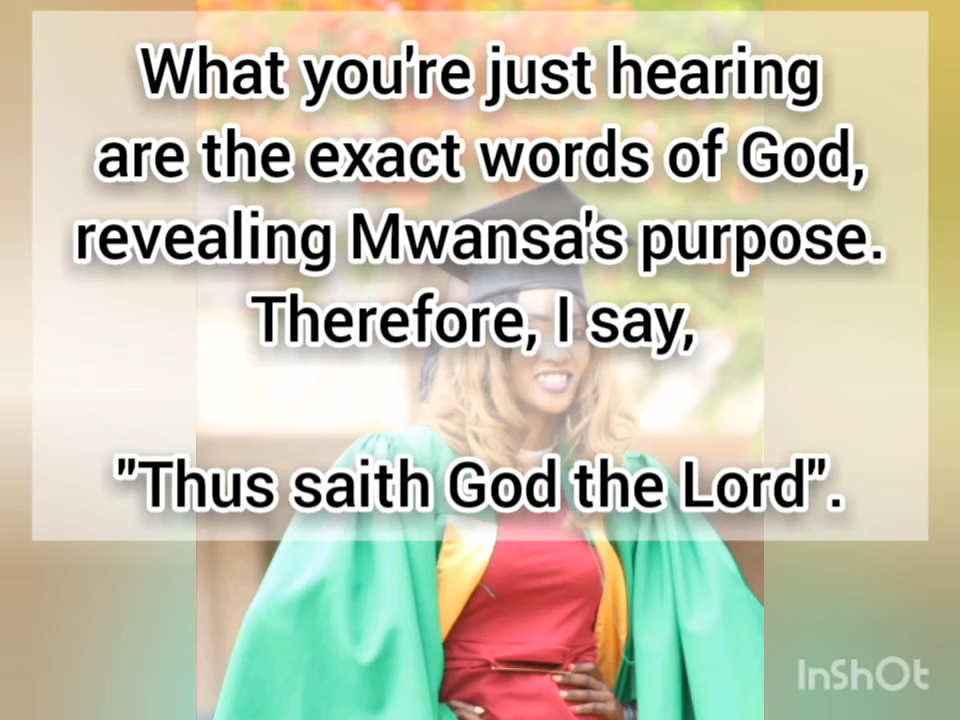 What you're just hearing
are the exact words of God,
revealing Mwansa's purpose.
Therefore, I say,
"Thus saith God the Lord".
InShOt